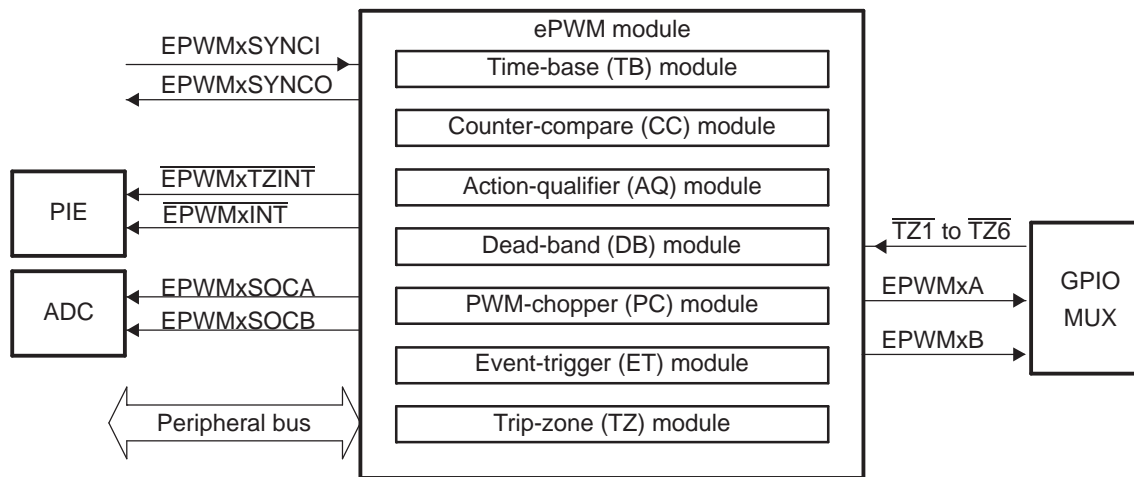 ePWM module
EPWMxSYNCI
Time-base (TB) module
EPWMxSYNCO
Counter-compare (CC) module
EPWMxTZINT
Action-qualifier (AQ) module
PIE
EPWMxINT
TZ1 to TZ6
Dead-band (DB) module
EPWMxSOCA
PWM-chopper (PC) module
EPWMxA
GPIO
MUX
ADC
EPWMxSOCB
EPWMxB
Event-trigger (ET) module
Peripheral bus
Trip-zone (TZ) module